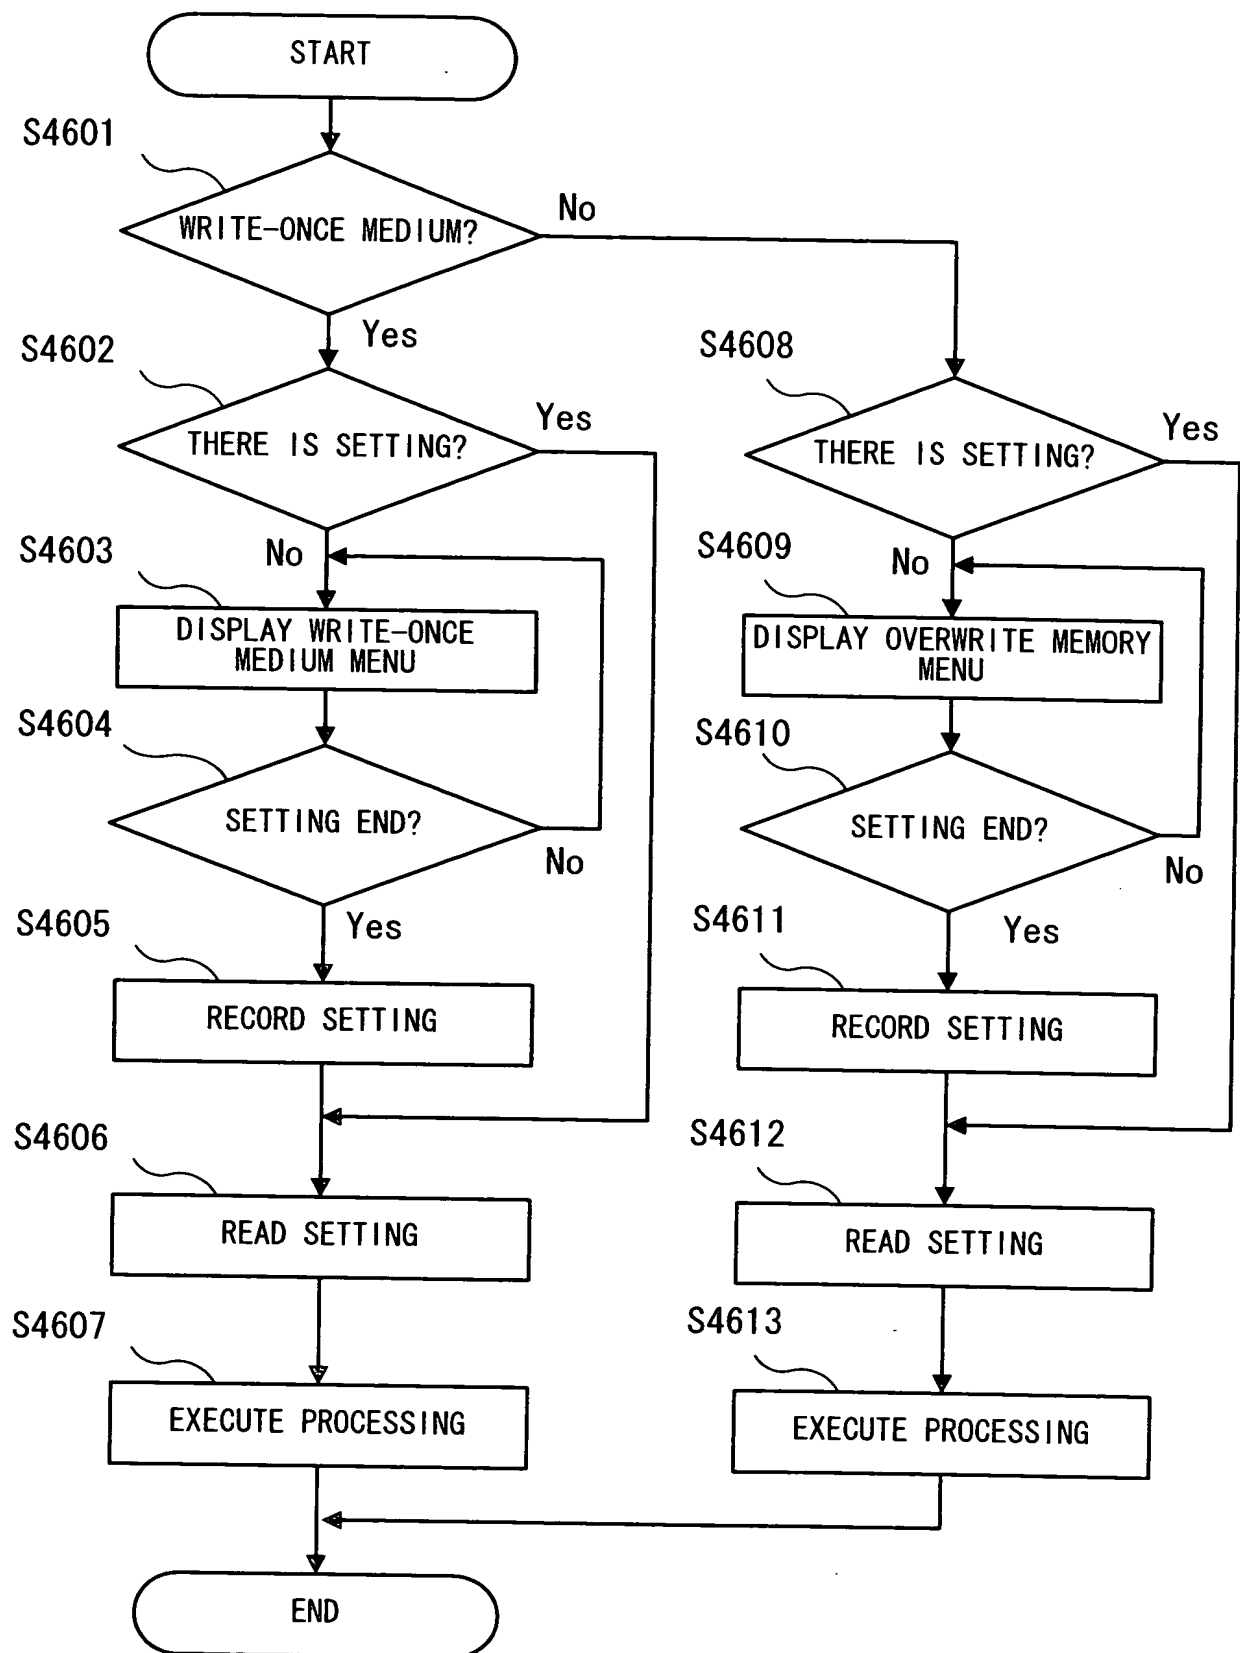 START
S4601
WRITE-ONCE MEDIUM?
No
Yes
S4602
THERE IS SETTING?
Yes
No
S4603
DISPLAY WRITE-ONCE
MEDIUM MENU
S4604
SETTING END?
No
Yes
S4605
RECORD SETTING
S4606
READ SETTING
S4607
EXECUTE PROCESSING
S4608
THERE IS SETTING?
Yes
No
S4609
DISPLAY OVERWRITE MEMORY
MENU
S4610
SETTING END?
No
Yes
S4611
RECORD SETTING
S4612
READ SETTING
S4613
EXECUTE PROCESSING
END